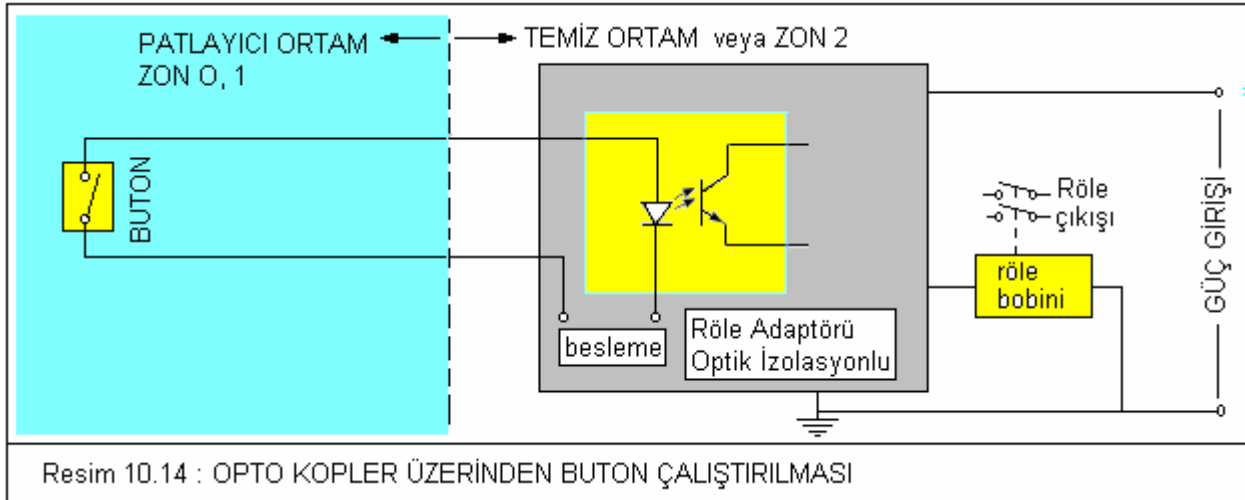 PATLAYICI ORTAM
ZON O, 1
TEMİZ ORTAM veya ZON 2
BUTON
besleme
Röle Adaptörü
Optik İzolasyonlu
Röle
çıkışı
röle
bobini
GÜÇ GİRİŞİ
Resim 10.14 : OPTO KOPLER ÜZERİNDEN BUTON ÇALIŞTIRILMASI